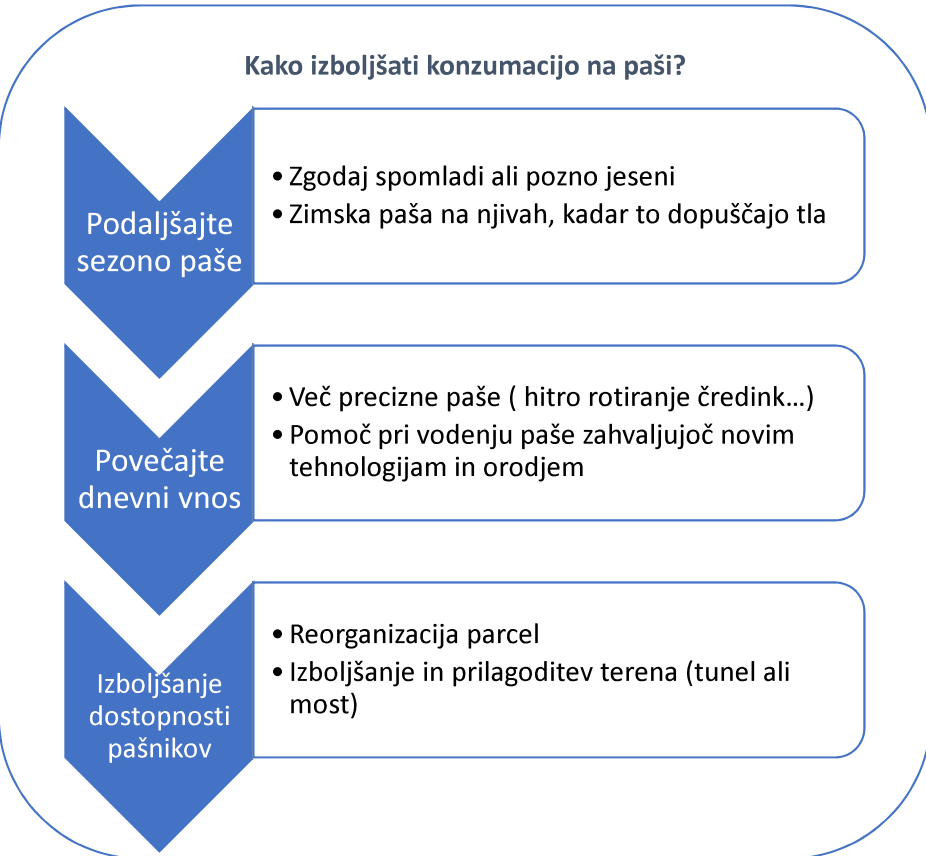 Kako izboljšati konzumacijo na paši?
Podaljšajte
sezono paše
• Zgodaj spomladi ali pozno jeseni
• Zimska paša na njivah, kadar to dopuščajo tla
Povečajte
dnevni vnos
• Več precizne paše ( hitro rotiranje čredink…)
• Pomoč pri vodenju paše zahvaljujoč novim
tehnologijam in orodjem
Izboljšanje
dostopnosti
pašnikov
• Reorganizacija parcel
• Izboljšanje in prilagoditev terena (tunel ali
most)